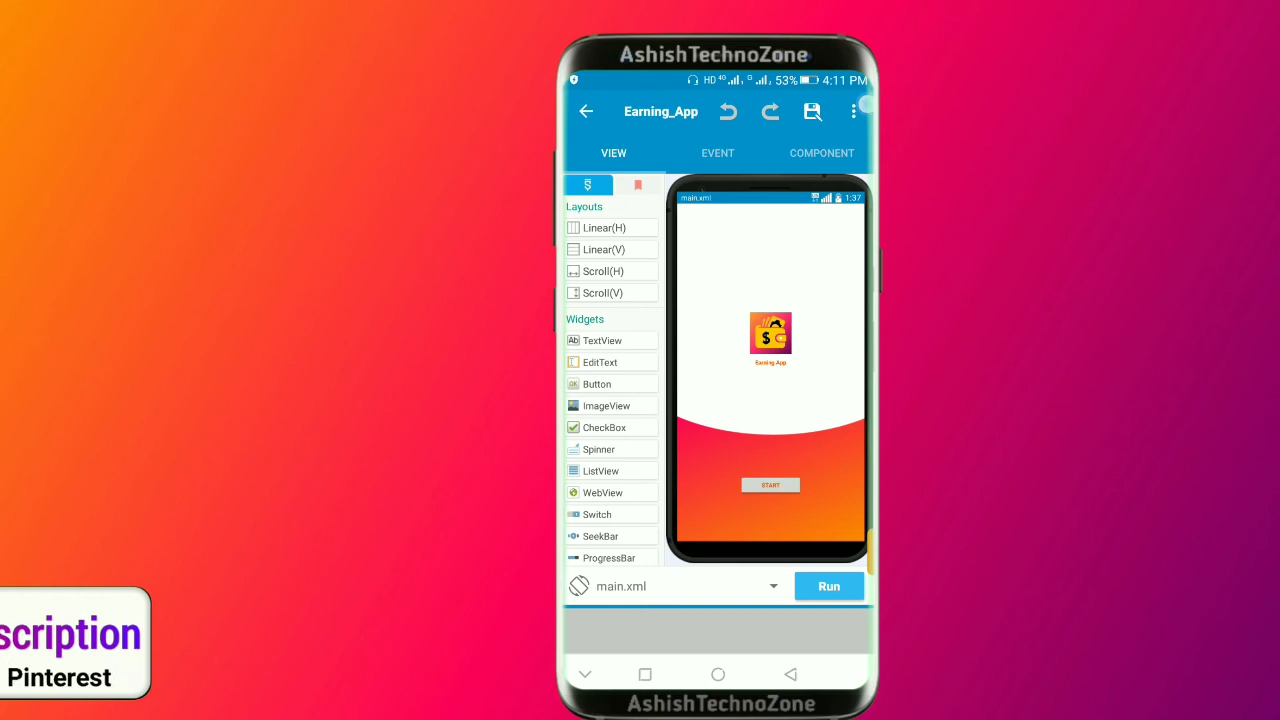 AshishTechnoZone
HD 4G G 53% 4:11 PM
Earning_App
VIEW EVENT COMPONENT
Layouts
Linear(H)
Linear(V)
Scroll(H)
Scroll(V)
Widgets
Ab TextView
EditText
OK Button
ImageView
CheckBox
Spinner
ListView
WebView
Switch
SeekBar
ProgressBar
main.xml 1:37
$
Earning App
START
main.xml Run
scription
Pinterest
AshishTechnoZone